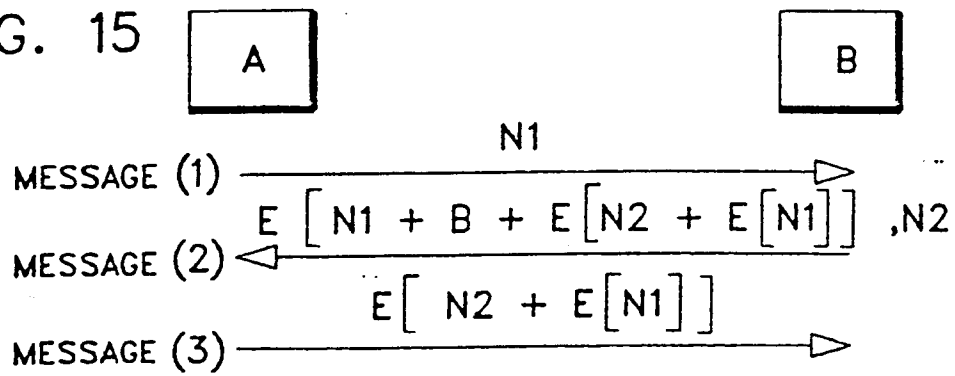 G. 15
A
B
N1
MESSAGE (1)
E [ N1 + B + E[N2 + E[N1]]] ,N2
MESSAGE (2)
E[ N2 + E[N1]]
MESSAGE (3)